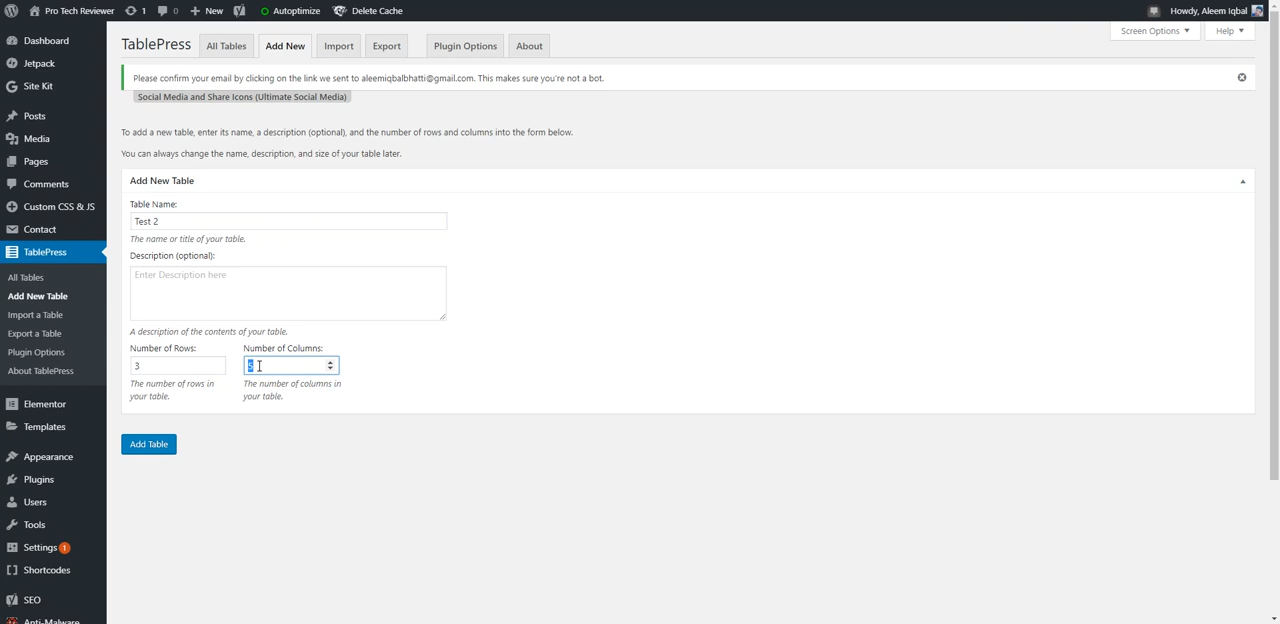 Pro Tech Reviewer 1 0 New Autoptimize Delete Cache Howdy, Aleem Iqbal
Dashboard
Jetpack
Site Kit
Posts
Media
Pages
Comments
Custom CSS & JS
Contact
TablePress
All Tables
Add New Table
Import a Table
Export a Table
Plugin Options
About TablePress
Elementor
Templates
Appearance
Plugins
Users
Tools
Settings 1
Shortcodes
SEO
Anti-Malware
Screen Options Help
TablePress All Tables Add New Import Export Plugin Options About
Please confirm your email by clicking on the link we sent to aleemiqbalbhatti@gmail.com. This makes sure you're not a bot.
Social Media and Share Icons (Ultimate Social Media)
To add a new table, enter its name, a description (optional), and the number of rows and columns into the form below.
You can always change the name, description, and size of your table later.
Add New Table
Table Name:
Test 2
The name or title of your table.
Description (optional):
Enter Description here
A description of the contents of your table.
Number of Rows: Number of Columns:
3 5
The number of rows in The number of columns in
your table. your table.
Add Table